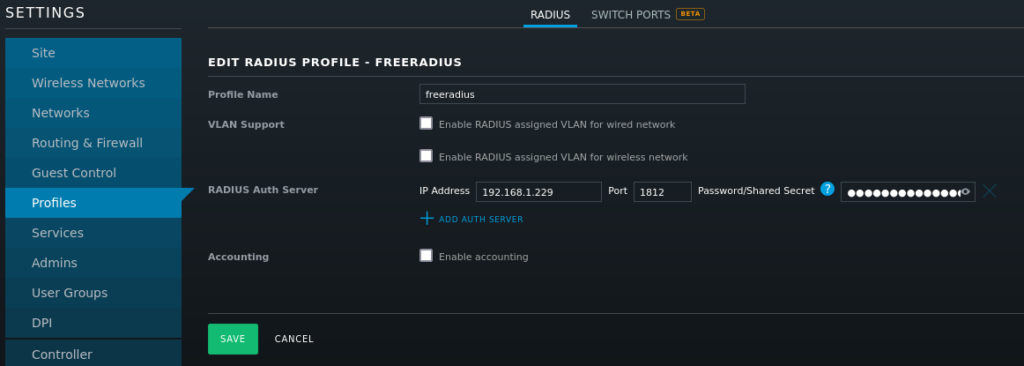 SETTINGS
RADIUS SWITCH PORTS BETA
Site
Wireless Networks
Networks
Routing & Firewall
Guest Control
Profiles
Services
Admins
User Groups
DPI
Controller
EDIT RADIUS PROFILE - FREERADIUS
Profile Name freeradius
VLAN Support Enable RADIUS assigned VLAN for wired network
Enable RADIUS assigned VLAN for wireless network
RADIUS Auth Server IP Address 192.168.1.229 Port 1812 Password/Shared Secret ? ●●●●●●●●●●●●●●
ADD AUTH SERVER
Accounting Enable accounting
SAVE CANCEL